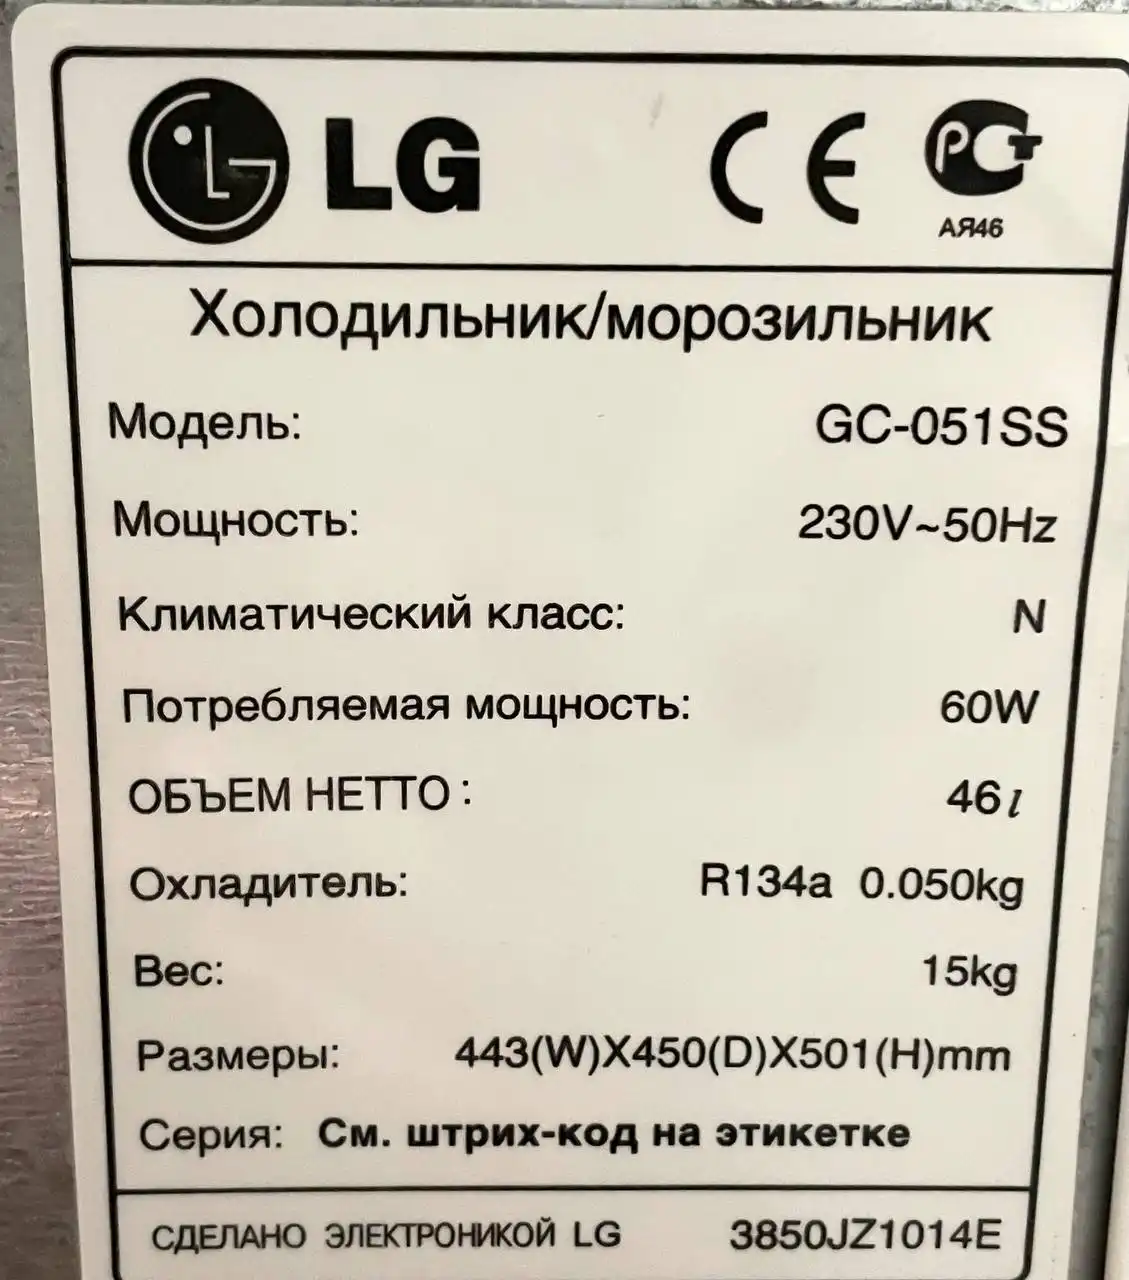 LG CE РСТ
АЯ46
Холодильник/морозильник
Модель: GC-051SS
Мощность: 230V~50Hz
Климатический класс: N
Потребляемая мощность: 60W
ОБЪЕМ НЕТТО : 46 l
Охладитель: R134a 0.050kg
Вес: 15kg
Размеры: 443(W)X450(D)X501(H)mm
Серия: См. штрих-код на этикетке
СДЕЛАНО ЭЛЕКТРОНИКОЙ LG 3850JZ1014E